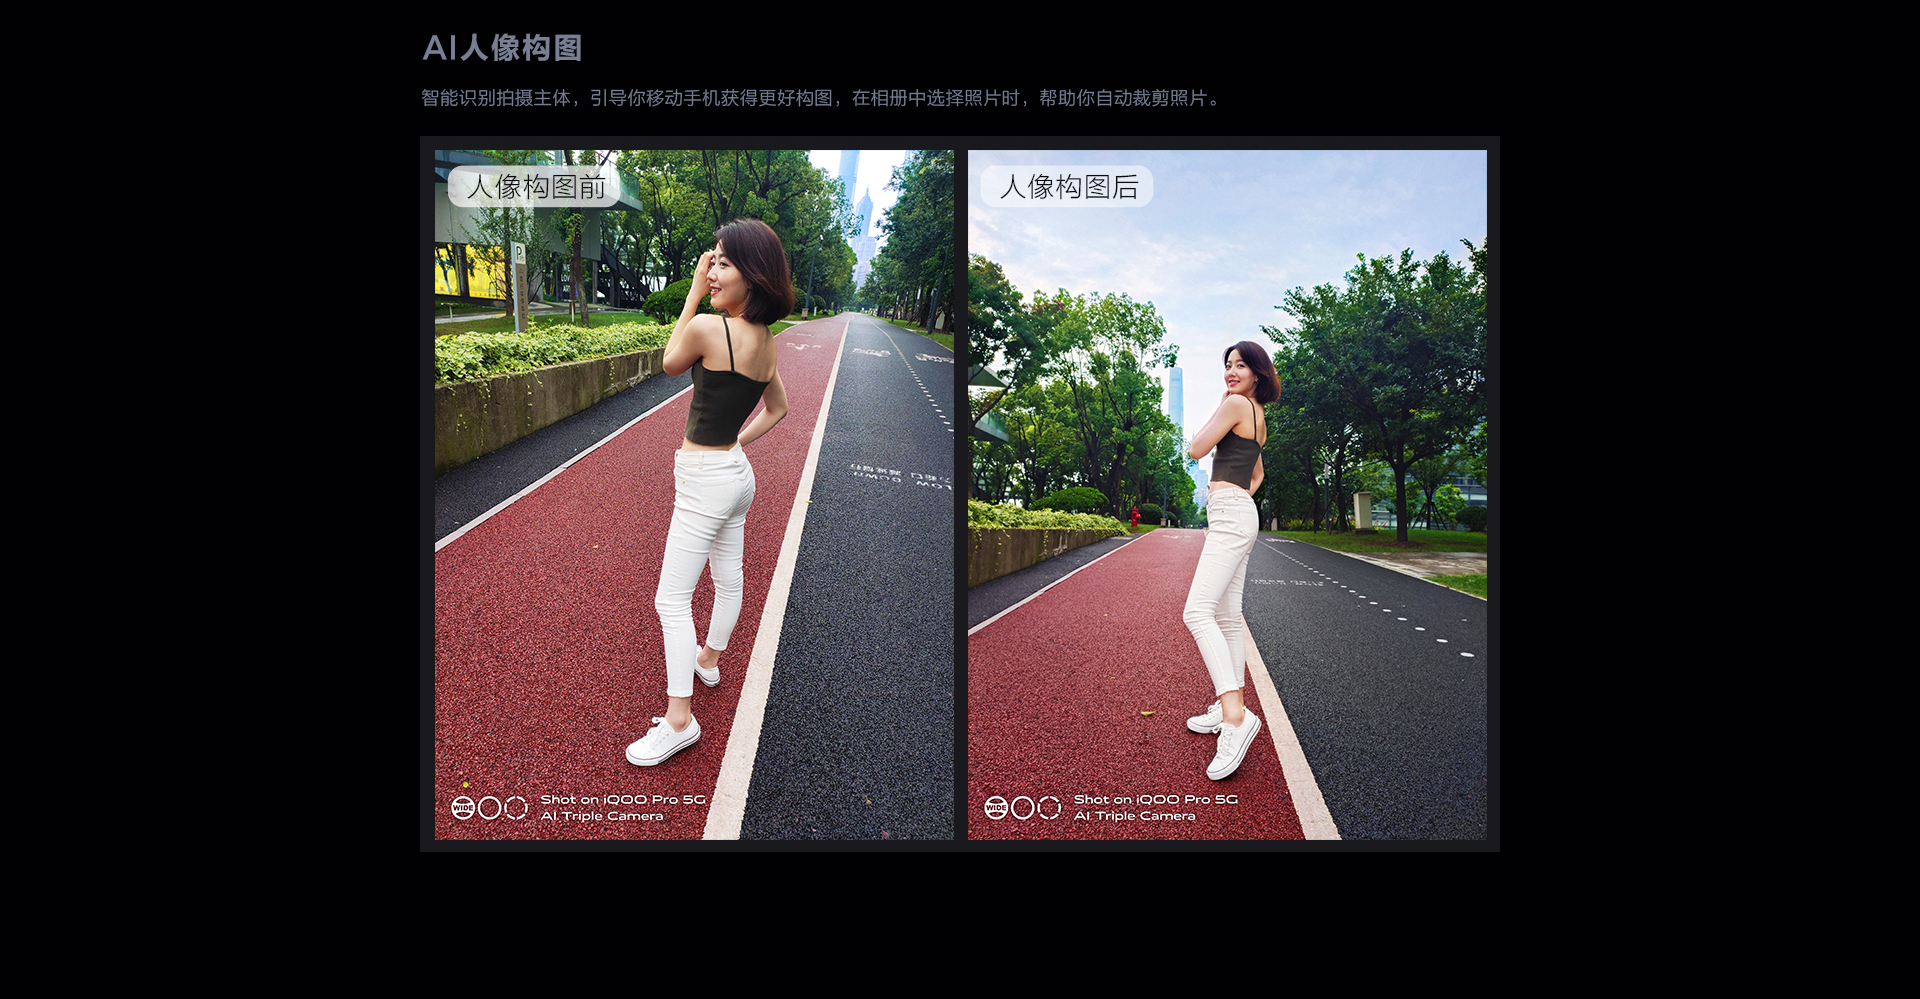 AI人像构图
智能识别拍摄主体，引导你移动手机获得更好构图，在相册中选择照片时，帮助你自动裁剪照片。
人像构图前
人像构图后
P
LOW DOWN
WIDE
Shot on iQOO Pro 5G
AI Triple Camera
WIDE
Shot on iQOO Pro 5G
AI Triple Camera